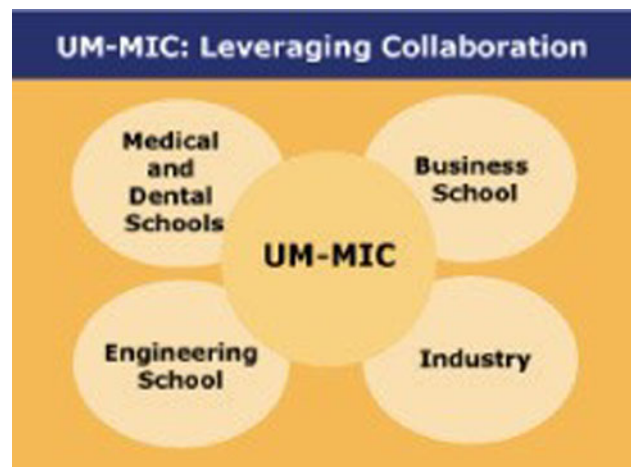 UM-MIC: Leveraging Collaboration
Medical
and
Dental
Schools
Business
School
UM-MIC
Engineering
School
Industry